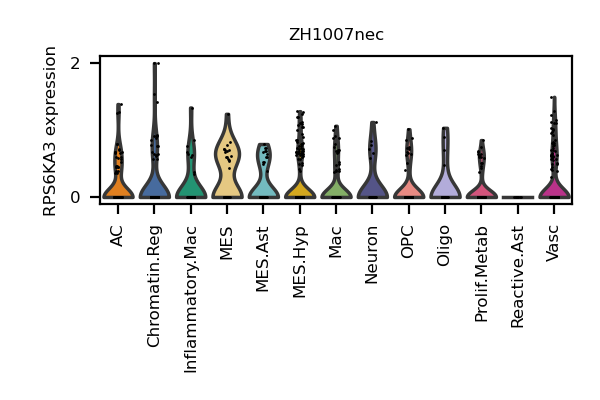 ZH1007nec
RPS6KA3 expression
2
0
AC
Chromatin.Reg
Inflammatory.Mac
MES
MES.Ast
MES.Hyp
Mac
Neuron
OPC
Oligo
Prolif.Metab
Reactive.Ast
Vasc